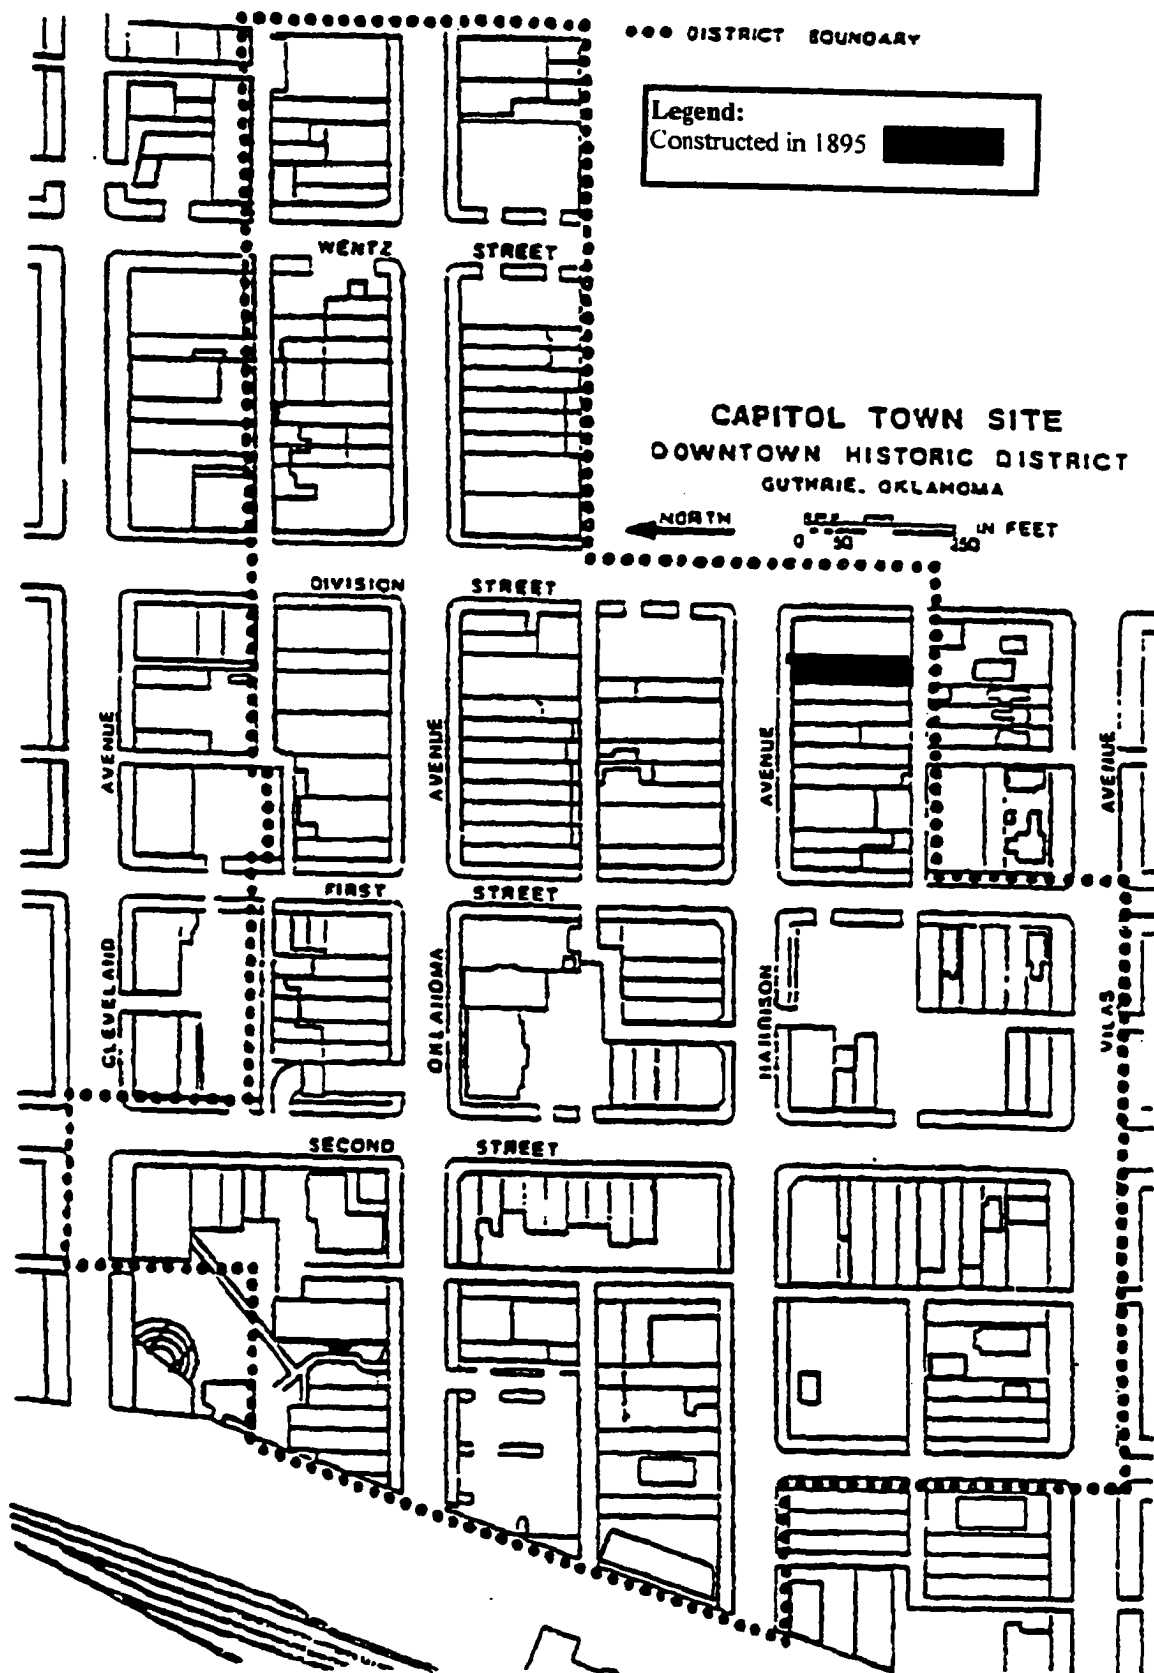 DISTRICT BOUNDARY
Legend:
Constructed in 1895
WENTZ STREET
CAPITOL TOWN SITE
DOWNTOWN HISTORIC DISTRICT
GUTHRIE, OKLAHOMA
NORTH
0 50 150 IN FEET
DIVISION STREET
AVENUE
AVENUE
AVENUE
AVENUE
FIRST STREET
CLEVELAND
OKLAHOMA
HARRISON
VILAS
SECOND STREET